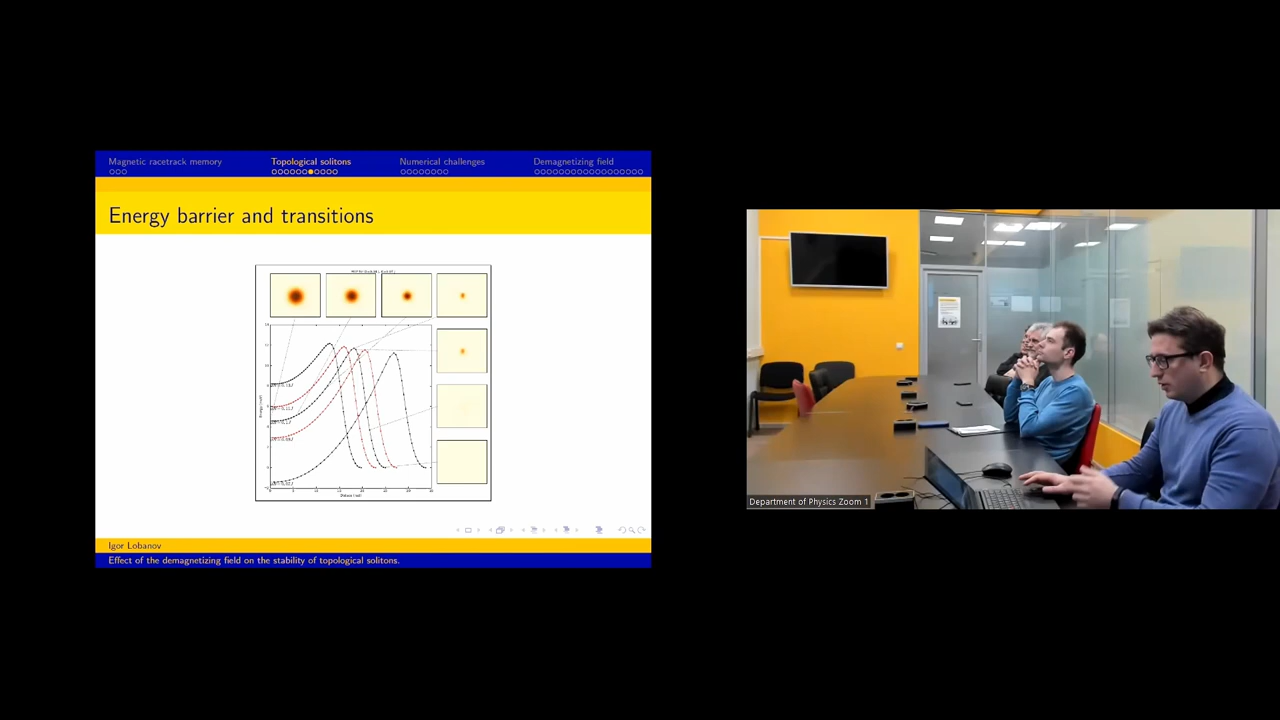 Magnetic racetrack memory
Topological solitons
Numerical challenges
Demagnetizing field
Energy barrier and transitions
Igor Lobanov
Effect of the demagnetizing field on the stability of topological solitons.
Department of Physics Zoom 1